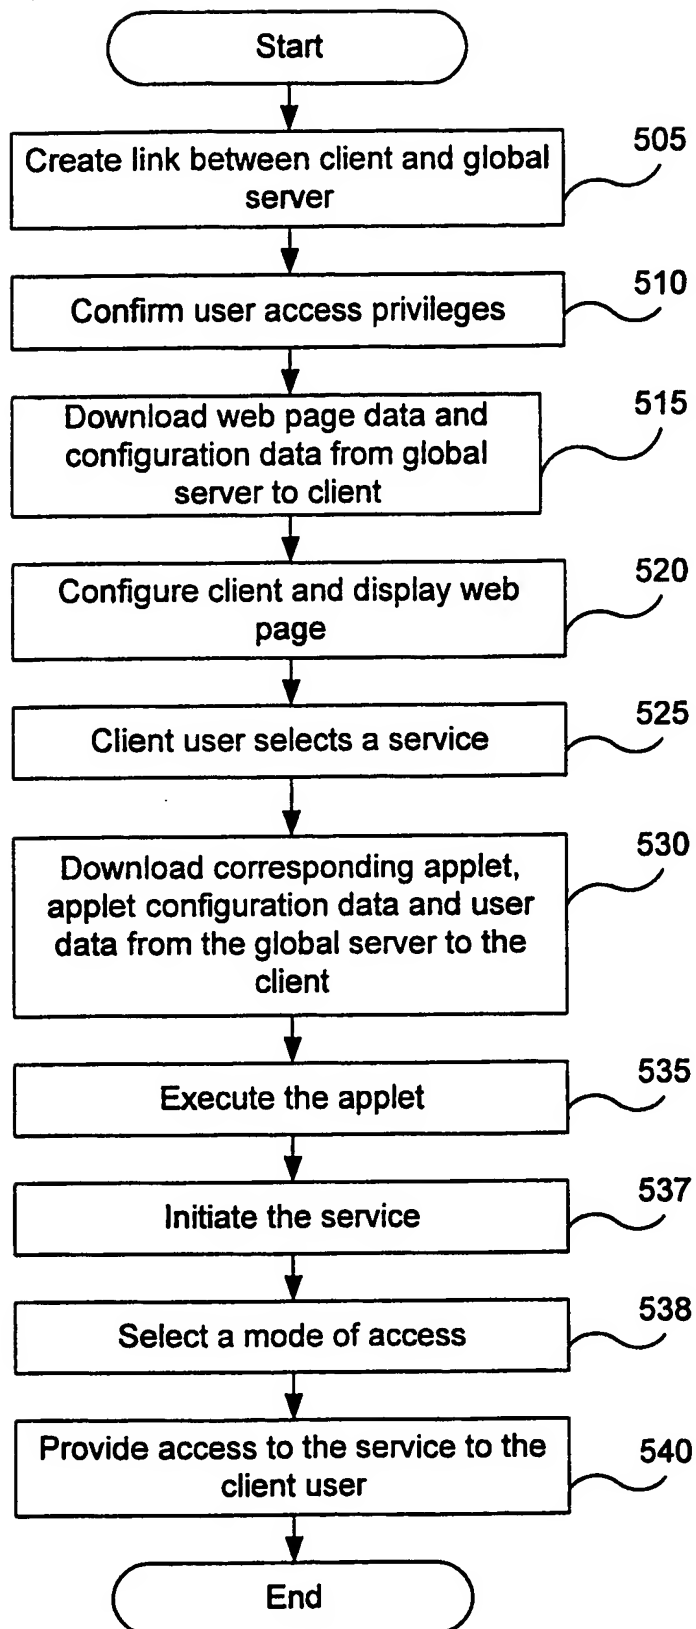 Start
Create link between client and global
server
505
Confirm user access privileges
510
Download web page data and
configuration data from global
server to client
515
Configure client and display web
page
520
Client user selects a service
525
Download corresponding applet,
applet configuration data and user
data from the global server to the
client
530
Execute the applet
535
Initiate the service
537
Select a mode of access
538
Provide access to the service to the
client user
540
End